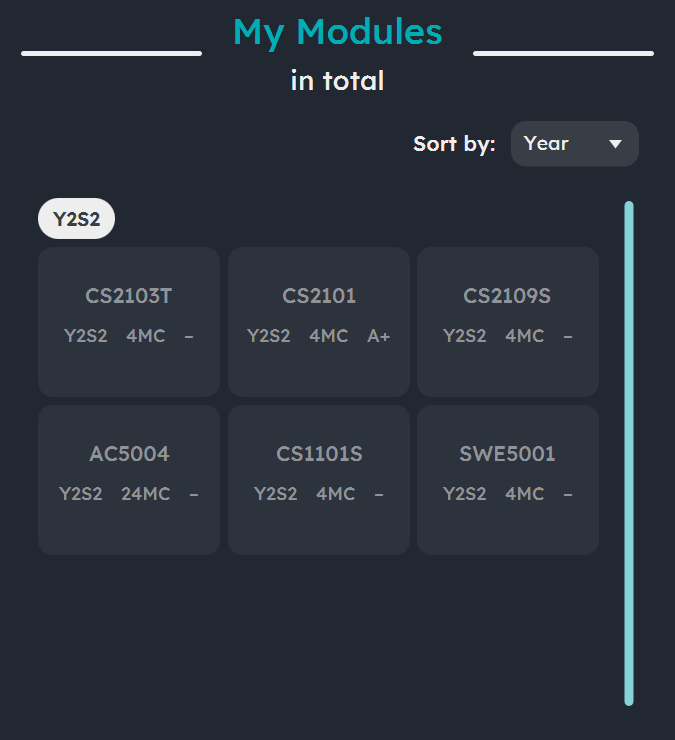 My Modules
in total
Sort by: Year
Y2S2
CS2103T CS2101 CS2109S
Y2S2 4MC – Y2S2 4MC A+ Y2S2 4MC –
AC5004 CS1101S SWE5001
Y2S2 24MC – Y2S2 4MC – Y2S2 4MC –